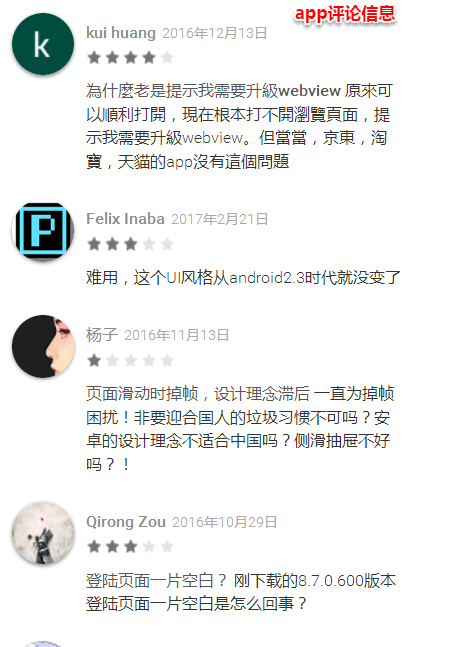 app评论信息
kui huang 2016年12月13日
為什麼老是提示我需要升級webview 原來可
以順利打開，現在根本打不開瀏覽頁面，提
示我需要升級webview。但當當，京東，淘
寶，天貓的app沒有這個問題
Felix Inaba 2017年2月21日
难用，这个UI风格从android2.3时代就没变了
杨子 2016年11月13日
页面滑动时掉帧，设计理念滞后 一直为掉帧
困扰！非要迎合国人的垃圾习惯不可吗？安
卓的设计理念不适合中国吗？侧滑抽屉不好
吗？！
Qirong Zou 2016年10月29日
登陆页面一片空白？ 刚下载的8.7.0.600版本
登陆页面一片空白是怎么回事？